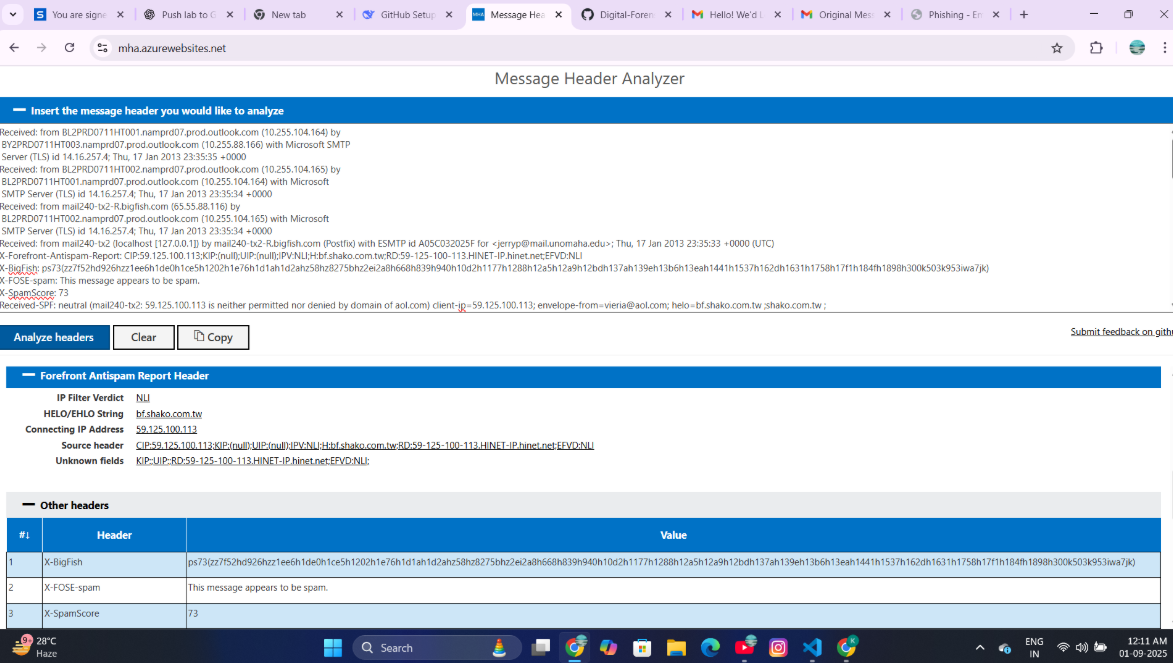 You are signe
Push lab to G
New tab
GitHub Setup
Message Hea
Digital-Foren
Hello! We'd L
Original Mess
Phishing - En
mha.azurewebsites.net
Message Header Analyzer
Insert the message header you would like to analyze
Received: from BL2PRD0711HT001.namprd07.prod.outlook.com (10.255.104.164) by
BY2PRD0711HT003.namprd07.prod.outlook.com (10.255.88.166) with Microsoft SMTP
Server (TLS) id 14.16.257.4; Thu, 17 Jan 2013 23:35:35 +0000
Received: from BL2PRD0711HT002.namprd07.prod.outlook.com (10.255.104.165) by
BL2PRD0711HT001.namprd07.prod.outlook.com (10.255.104.164) with Microsoft
SMTP Server (TLS) id 14.16.257.4; Thu, 17 Jan 2013 23:35:34 +0000
Received: from mail240-tx2-R.bigfish.com (65.55.88.116) by
BL2PRD0711HT002.namprd07.prod.outlook.com (10.255.104.165) with Microsoft
SMTP Server (TLS) id 14.16.257.4; Thu, 17 Jan 2013 23:35:34 +0000
Received: from mail240-tx2 (localhost [127.0.0.1]) by mail240-tx2-R.bigfish.com (Postfix) with ESMTP id A05C032025F for <jerryp@mail.unomaha.edu>; Thu, 17 Jan 2013 23:35:33 +0000 (UTC)
X-Forefront-Antispam-Report: CIP:59.125.100.113;KIP:(null);UIP:(null);IPV:NLI;H:bf.shako.com.tw;RD:59-125-100-113.HINET-IP.hinet.net;EFVD:NLI
X-BigFish: ps73(zz7f52hd926hzz1ee6h1de0h1ce5h1202h1e76h1d1ah1d2ahz58hz8275bhz2ei2a8h668h839h940h10d2h1177h1288h12a5h12a9h12bdh137ah139eh13b6h13eah1441h1537h162dh1631h1758h17f1h184fh1898h300k503k953iwa7jk)
X-FOSE-spam: This message appears to be spam.
X-SpamScore: 73
Received-SPF: neutral (mail240-tx2: 59.125.100.113 is neither permitted nor denied by domain of aol.com) client-ip=59.125.100.113; envelope-from=vieria@aol.com; helo=bf.shako.com.tw ;shako.com.tw ;
Analyze headers
Clear
Copy
Submit feedback on gith
Forefront Antispam Report Header
IP Filter Verdict NLI
HELO/EHLO String bf.shako.com.tw
Connecting IP Address 59.125.100.113
Source header CIP:59.125.100.113;KIP:(null);UIP:(null);IPV:NLI;H:bf.shako.com.tw;RD:59-125-100-113.HINET-IP.hinet.net;EFVD:NLI
Unknown fields KIP:;UIP:;RD:59-125-100-113.HINET-IP.hinet.net;EFVD:NLI;
Other headers
#↓ Header Value
1 X-BigFish ps73(zz7f52hd926hzz1ee6h1de0h1ce5h1202h1e76h1d1ah1d2ahz58hz8275bhz2ei2a8h668h839h940h10d2h1177h1288h12a5h12a9h12bdh137ah139eh13b6h13eah1441h1537h162dh1631h1758h17f1h184fh1898h300k503k953iwa7jk)
2 X-FOSE-spam This message appears to be spam.
3 X-SpamScore 73
9+
28°C
Haze
Search
ENG
IN
12:11 AM
01-09-2025